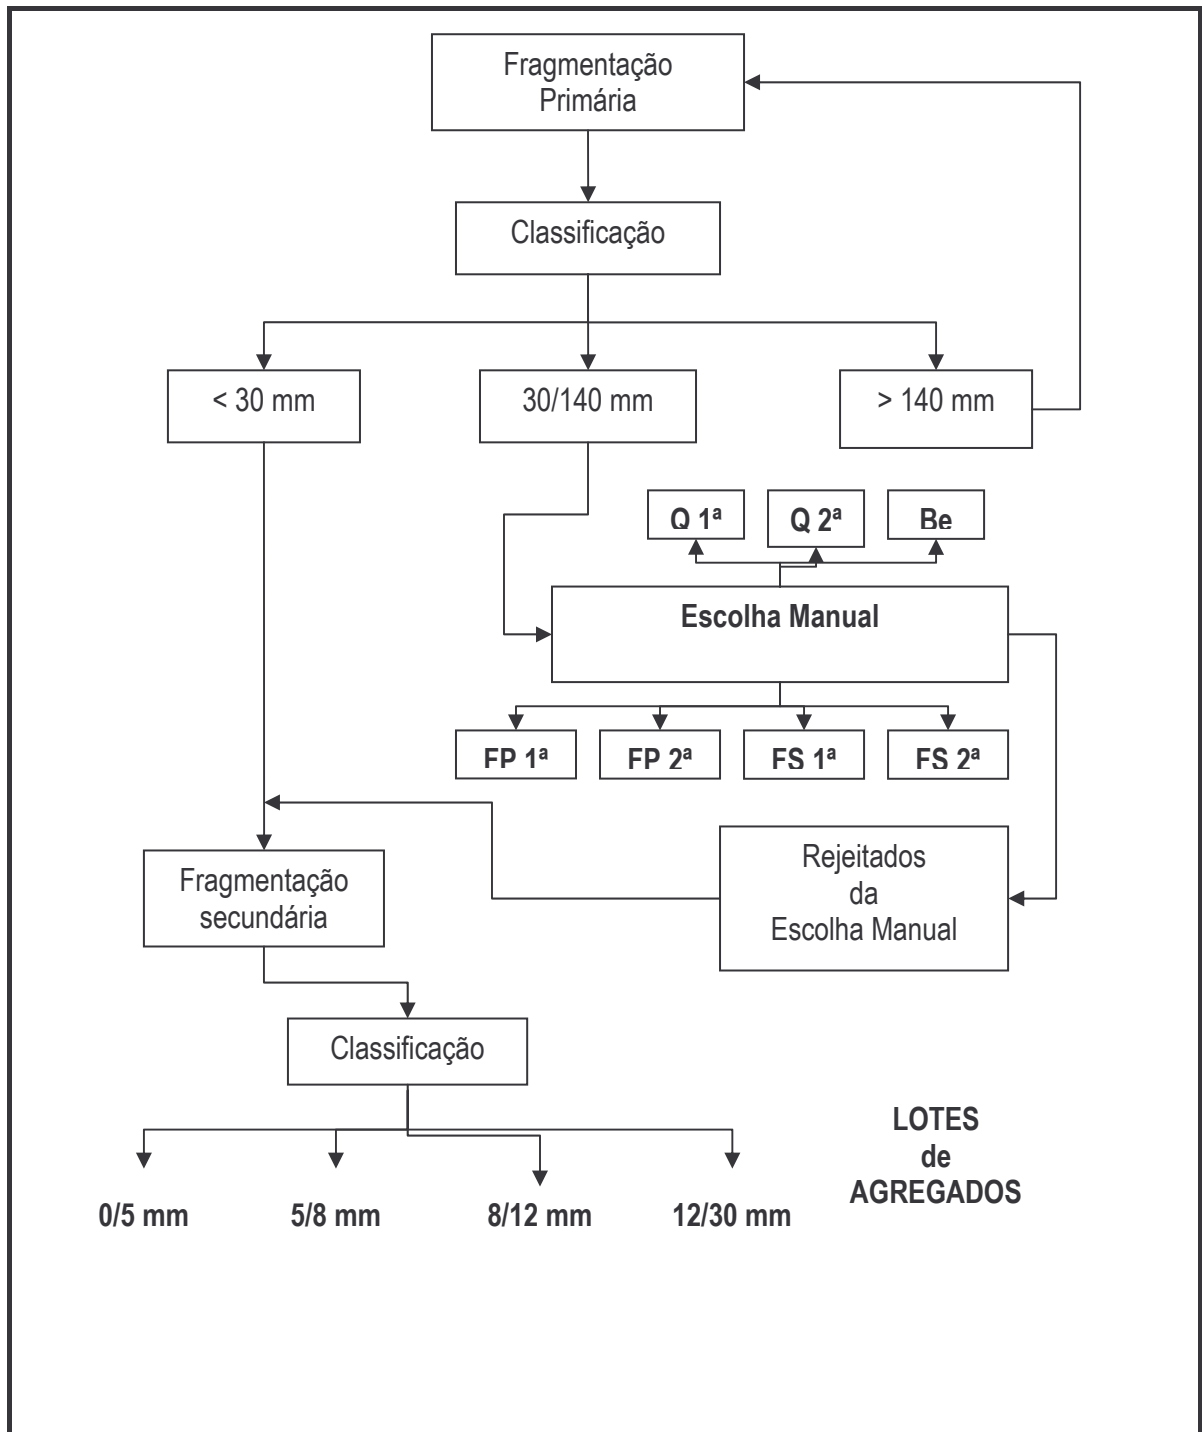 Fragmentação
Primária
Classificação
< 30 mm
30/140 mm
> 140 mm
Q 1ª
Q 2ª
Be
Escolha Manual
FP 1ª
FP 2ª
FS 1ª
FS 2ª
Rejeitados
da
Escolha Manual
Fragmentação
secundária
Classificação
LOTES
de
AGREGADOS
0/5 mm
5/8 mm
8/12 mm
12/30 mm